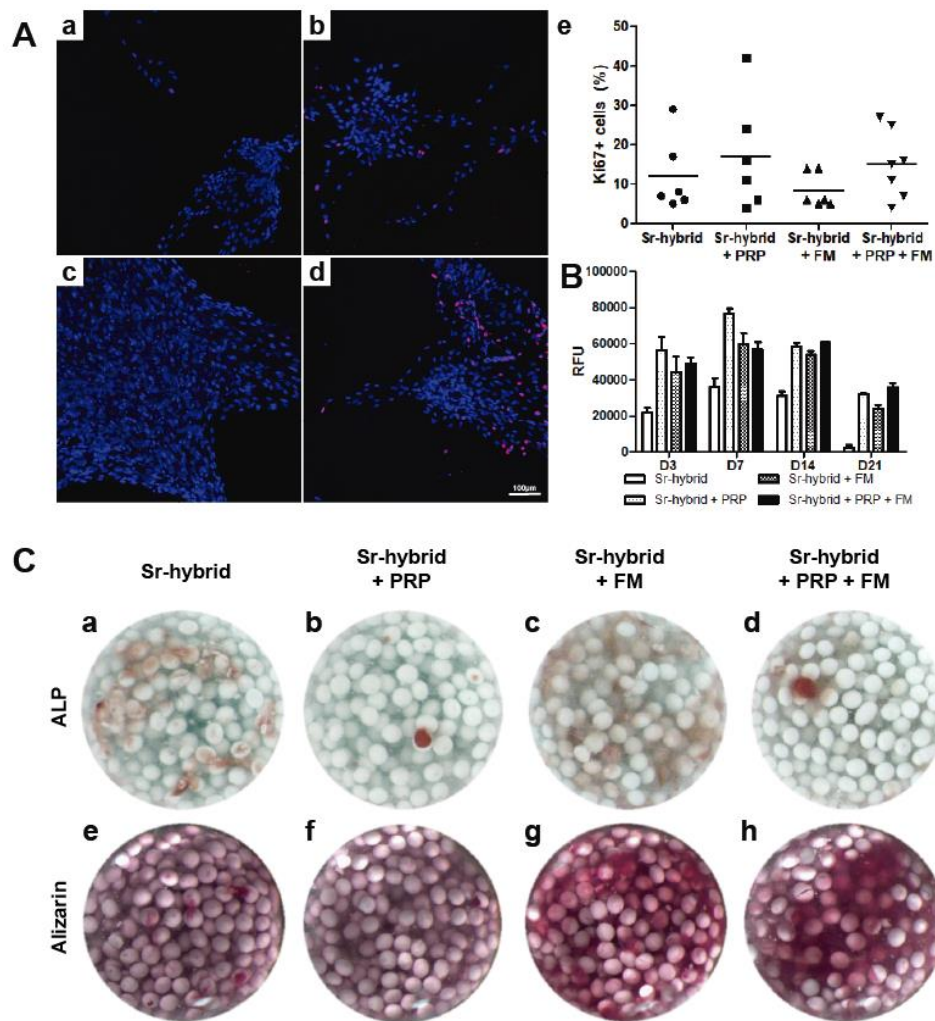 A
a
b
c
d
100µm
e
Ki67+ cells (%)
50
40
30
20
10
0
Sr-hybrid
Sr-hybrid
+ PRP
Sr-hybrid
+ FM
Sr-hybrid
+ PRP + FM
B
RFU
100000
80000
60000
40000
20000
0
D3 D7 D14 D21
Sr-hybrid
Sr-hybrid + FM
Sr-hybrid + PRP
Sr-hybrid + PRP + FM
C
Sr-hybrid
Sr-hybrid
+ PRP
Sr-hybrid
+ FM
Sr-hybrid
+ PRP + FM
ALP
a
b
c
d
Alizarin
e
f
g
h